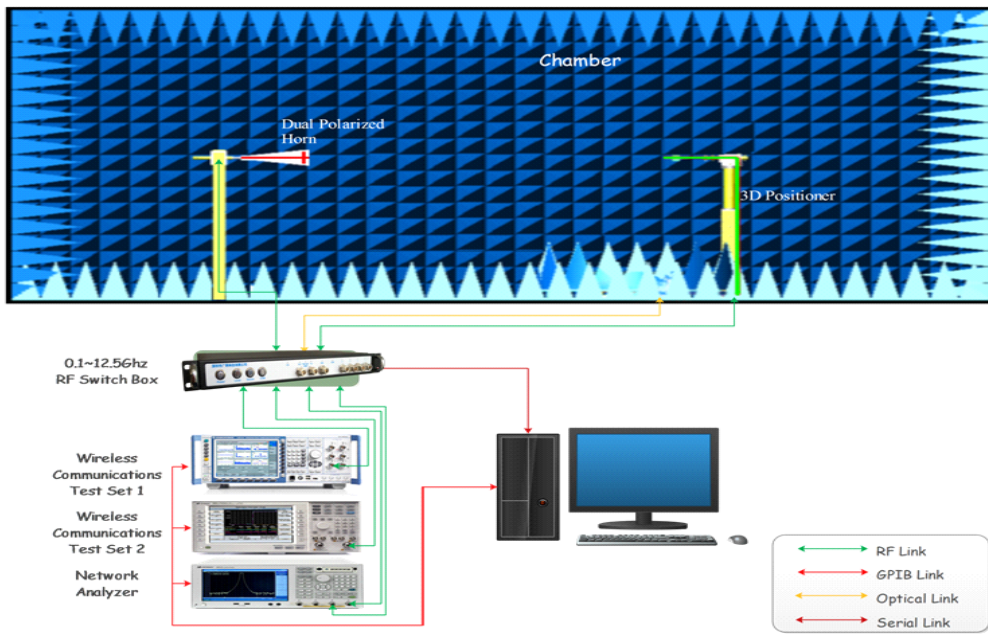 Chamber
Dual Polarized
Horn
3D Positioner
0.1~12.5Ghz
RF Switch Box
Wireless
Communications
Test Set 1
Wireless
Communications
Test Set 2
Network
Analyzer
RF Link
GPIB Link
Optical Link
Serial Link